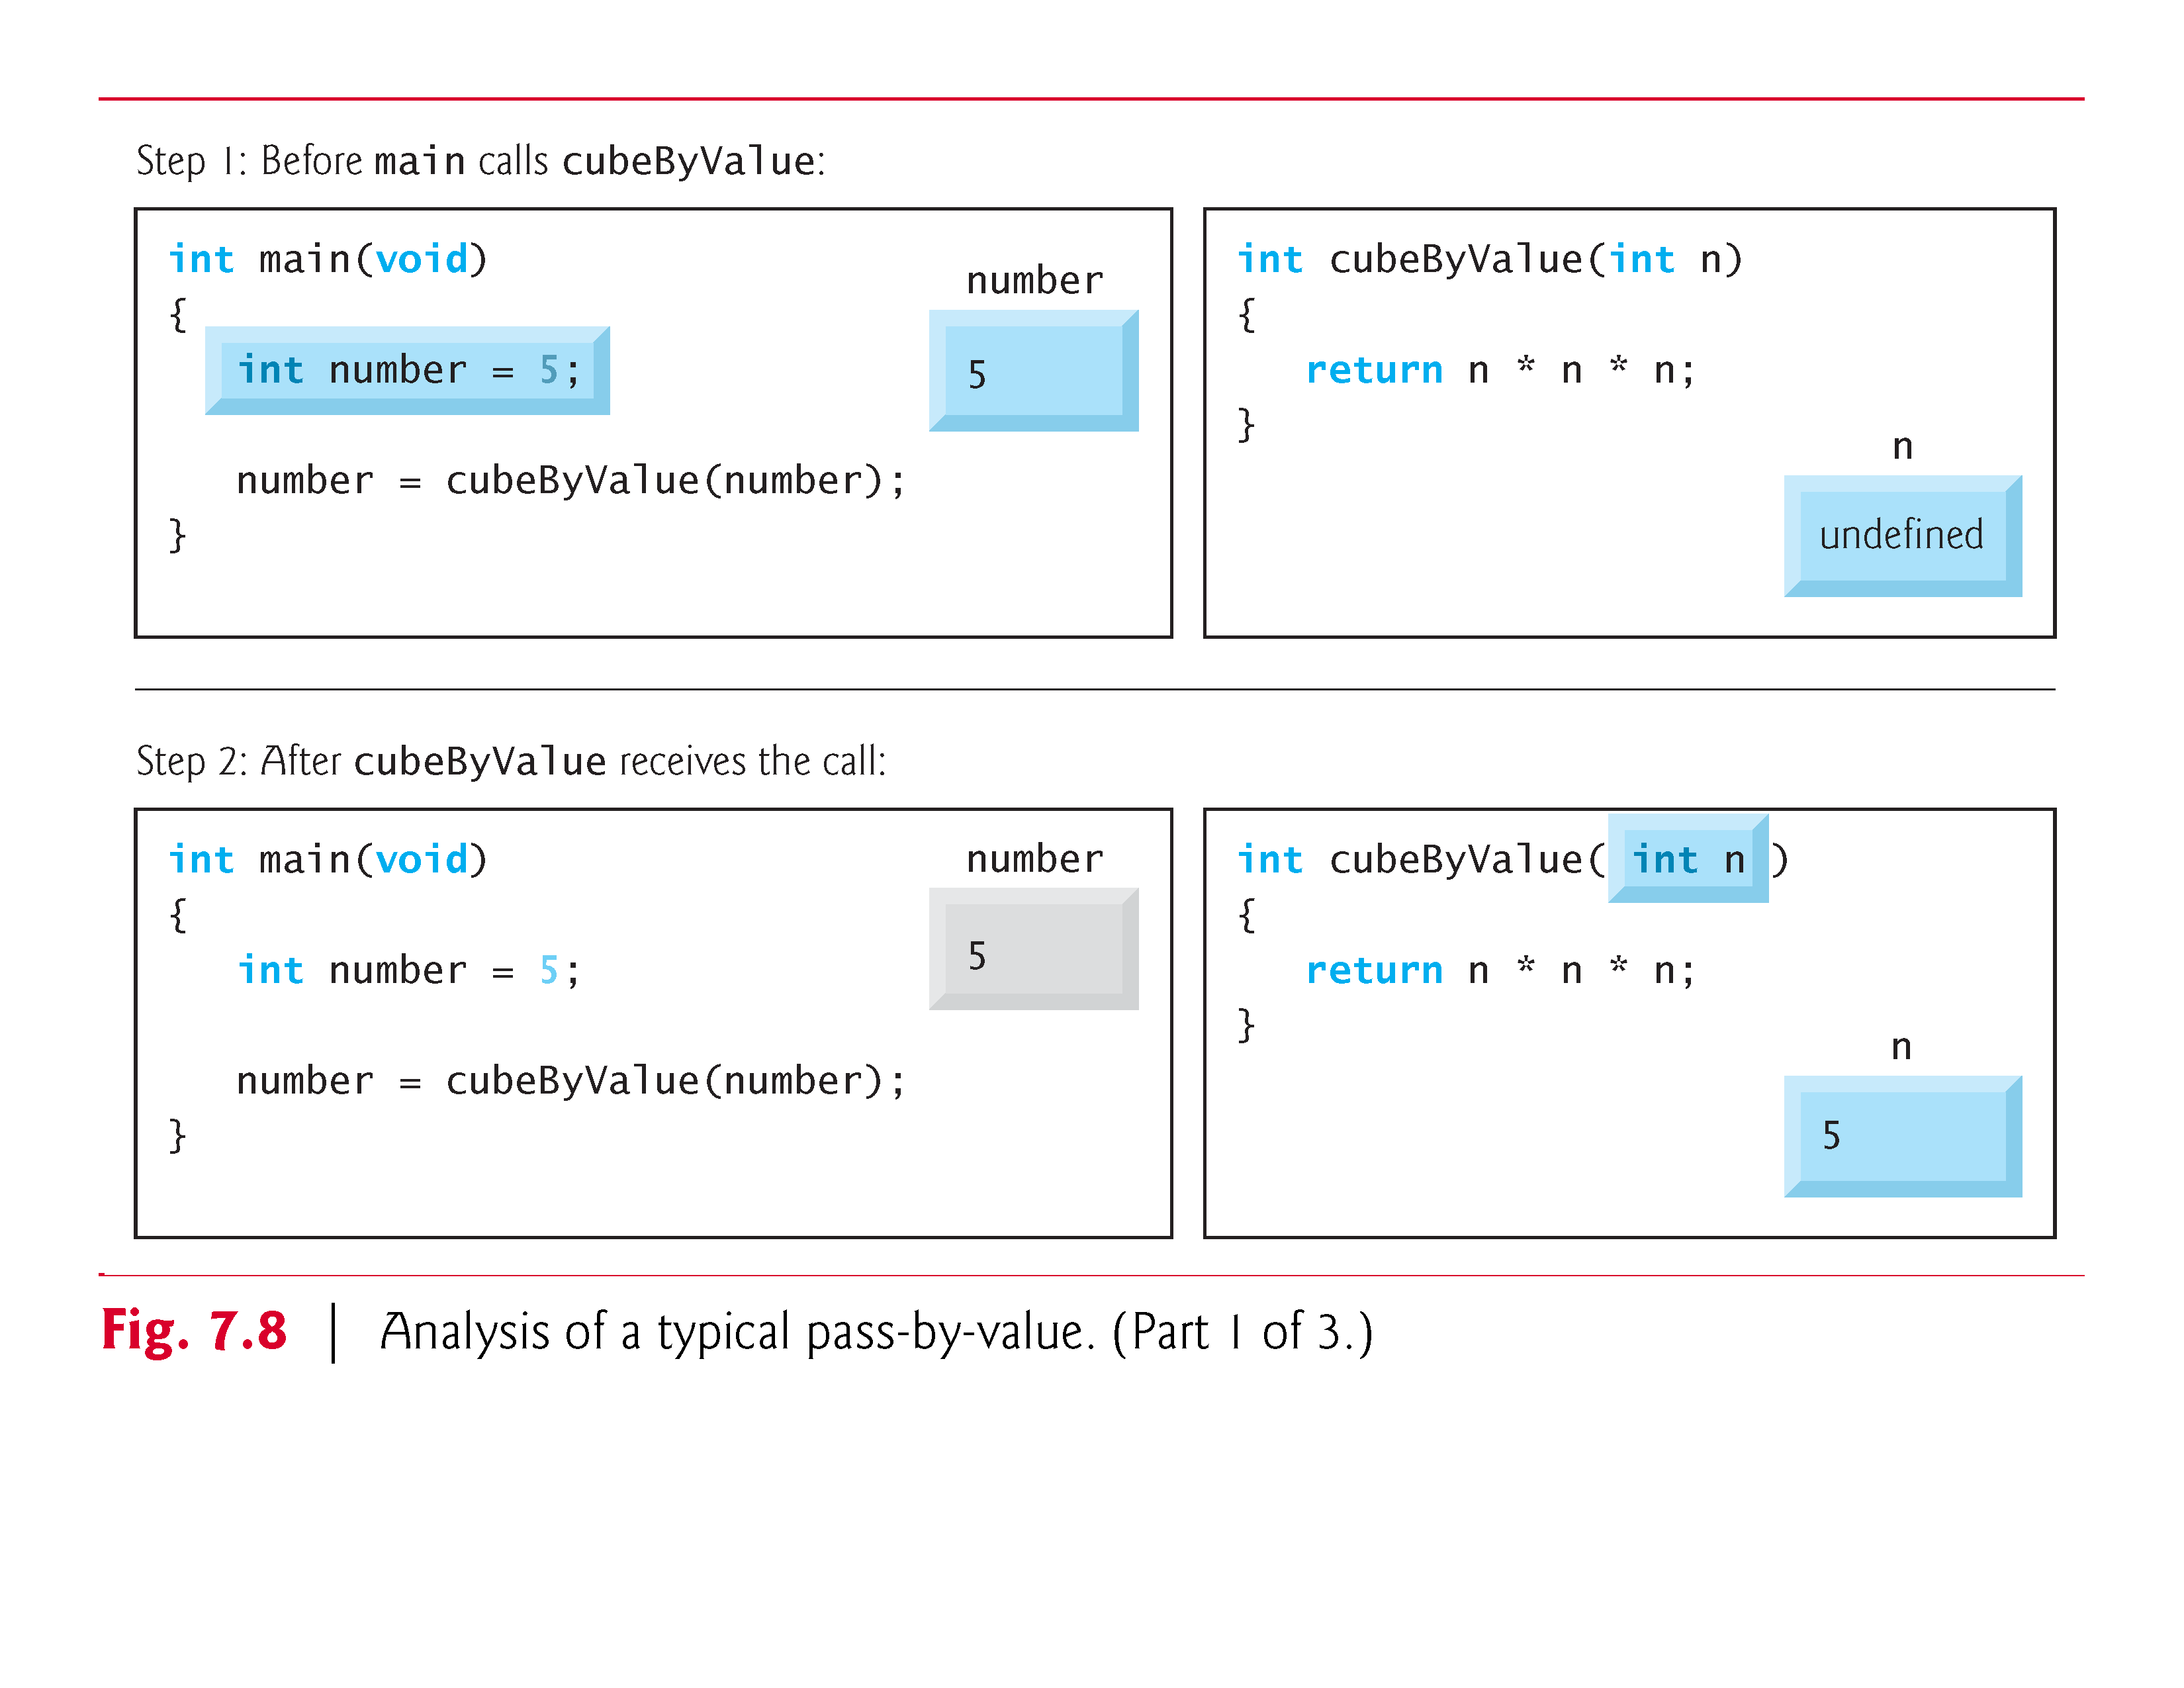 Step 1: Before main calls cubeByValue:
int main(void)
{
int number = 5;
number = cubeByValue(number);
}
number
5
int cubeByValue(int n)
{
return n * n * n;
}
n
undefined
Step 2: After cubeByValue receives the call:
int main(void)
{
int number = 5;
number = cubeByValue(number);
}
number
5
int cubeByValue( int n )
{
return n * n * n;
}
n
5
Fig. 7.8 | Analysis of a typical pass-by-value. (Part 1 of 3.)